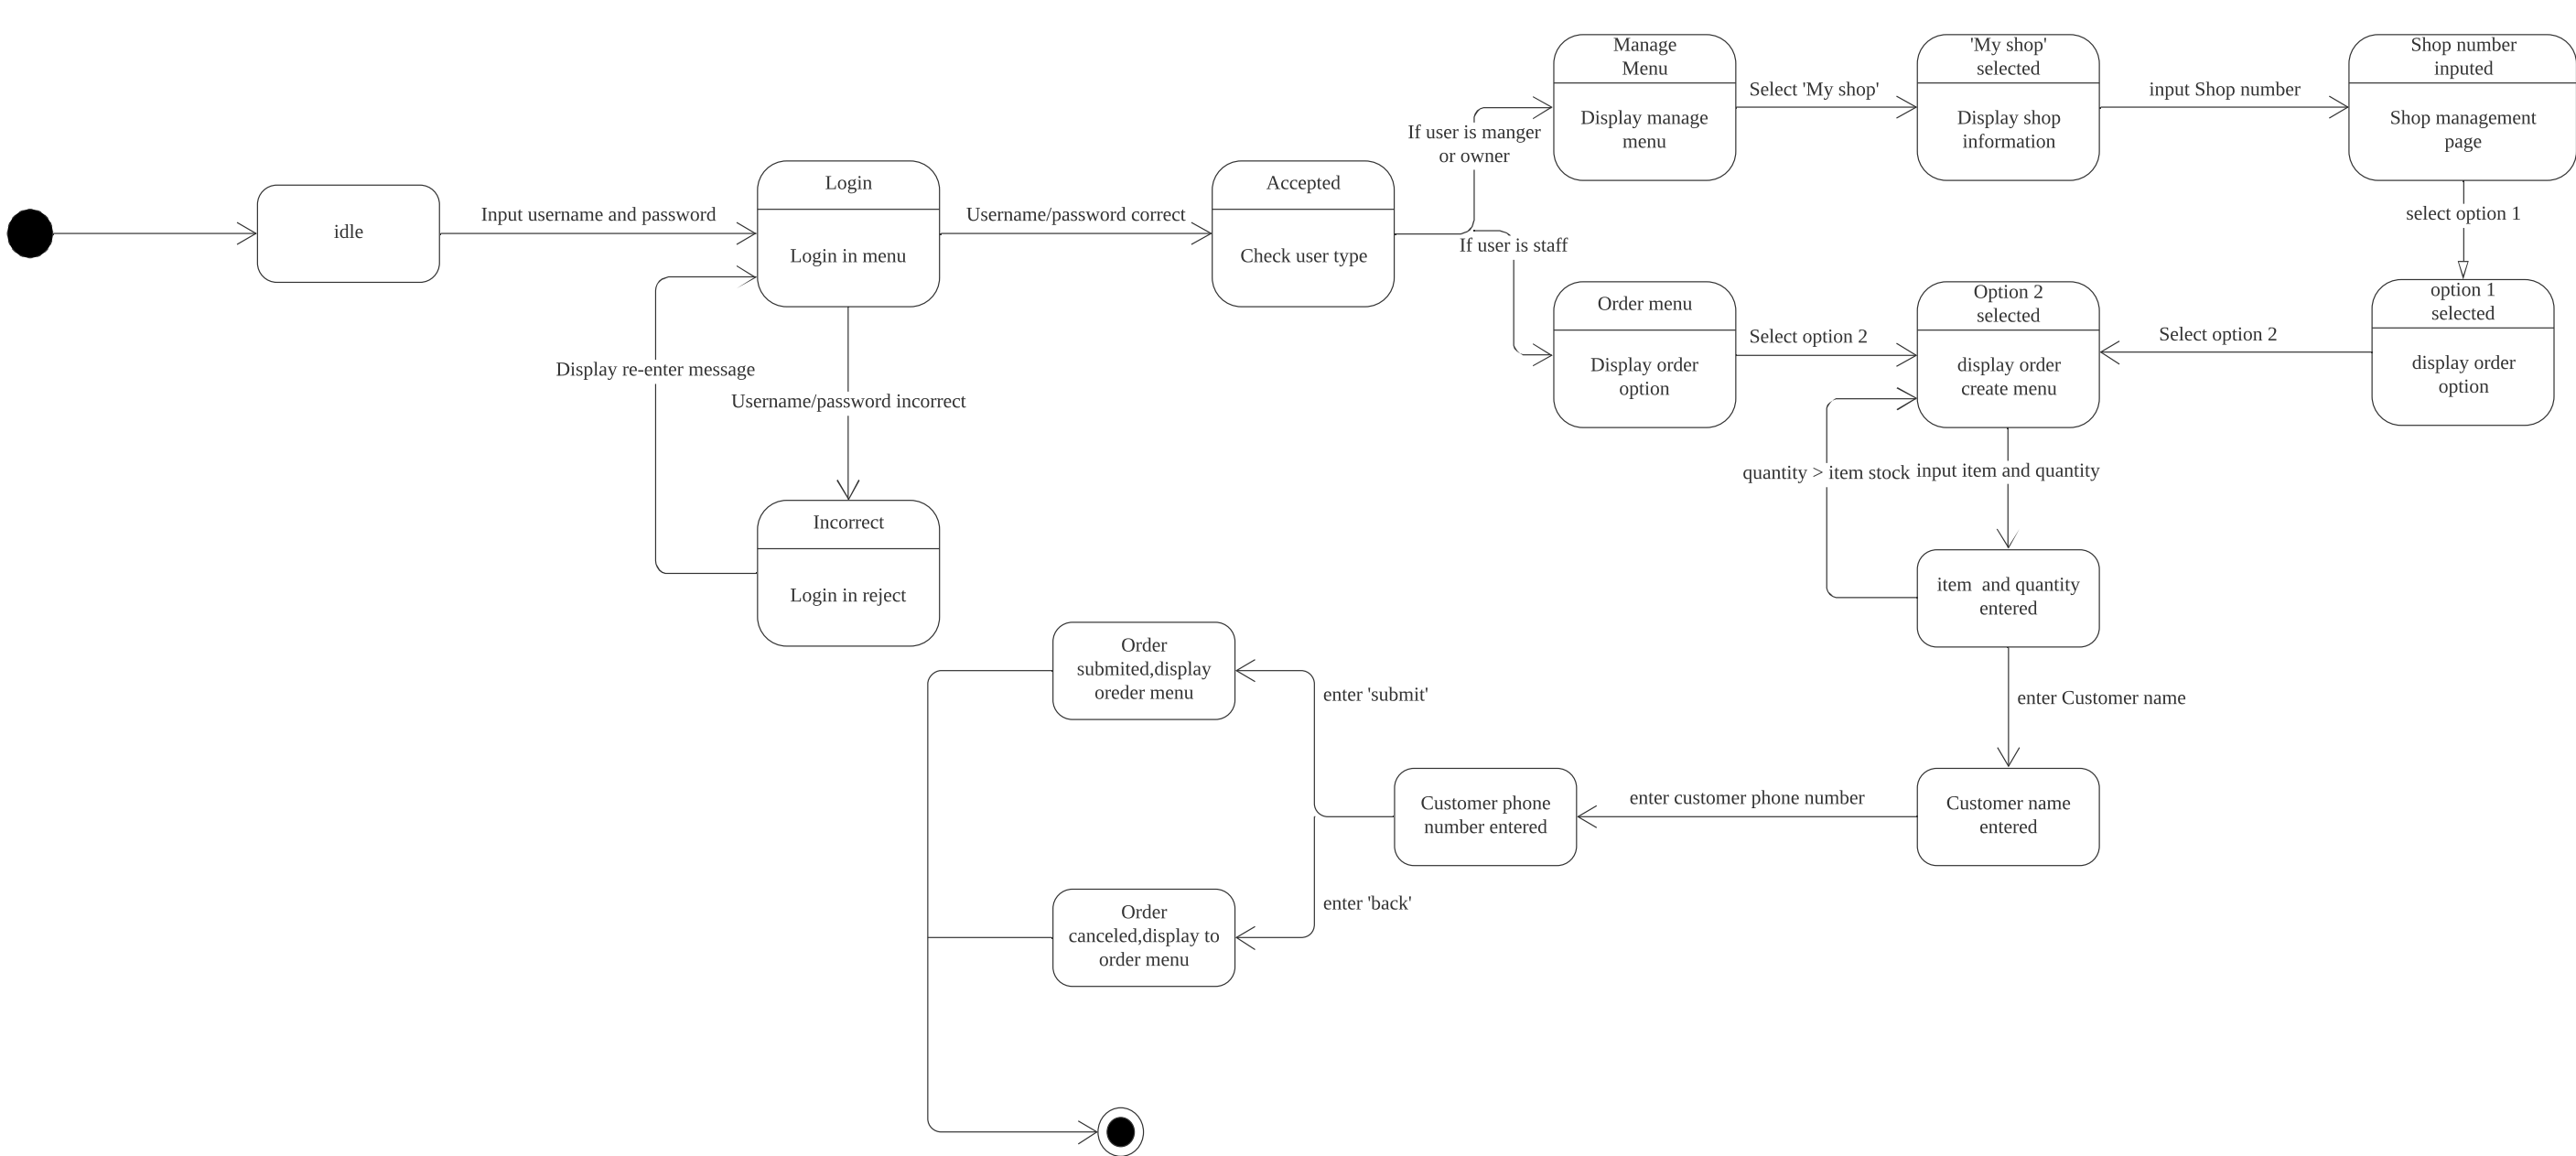 Manage
Menu
Display manage
menu
Select 'My shop'
'My shop'
selected
Display shop
information
input Shop number
Shop number
inputed
Shop management
page
If user is manger
or owner
idle
Input username and password
Login
Login in menu
Username/password correct
Accepted
Check user type
If user is staff
select option 1
Order menu
Display order
option
Select option 2
Option 2
selected
display order
create menu
Select option 2
option 1
selected
display order
option
Display re-enter message
Username/password incorrect
quantity > item stock
input item and quantity
Incorrect
Login in reject
item  and quantity
entered
Order
submited,display
oreder menu
enter 'submit'
enter Customer name
Customer phone
number entered
enter customer phone number
Customer name
entered
Order
canceled,display to
order menu
enter 'back'